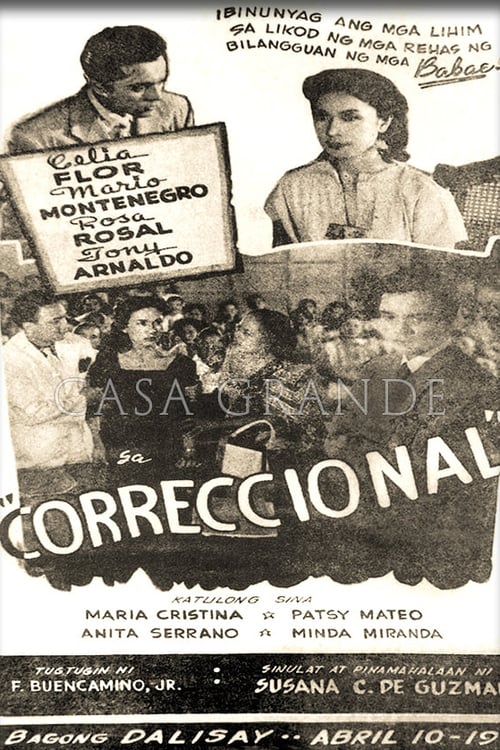 IBINUNYAG ANG MGA LIHIM
SA LIKOD NG MGA REHAS NG
BILANGGUAN NG MGA
Babae!
Celia
FLOR
Mario
MONTENEGRO
Rosa
ROSAL
Tony
ARNALDO
CASA GRANDE
sa
"CORRECCIONAL"
KATULONG SINA
MARIA CRISTINA ☆ PATSY MATEO
ANITA SERRANO ☆ MINDA MIRANDA
TUGTUGIN NI : SINULAT AT PINAMAHALAAN NI
F. BUENCAMINO, JR. SUSANA C. DE GUZMA
BAGONG DALISAY ·· ABRIL 10-19